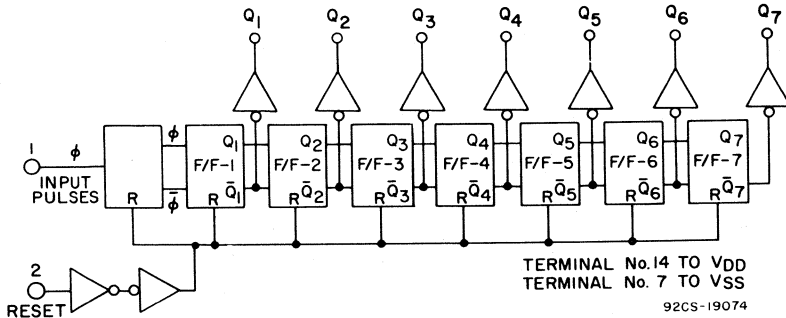 Q1 Q2 Q3 Q4 Q5 Q6 Q7
1 ϕ ϕ Q1 Q2 Q3 Q4 Q5 Q6 Q7
F/F-1 F/F-2 F/F-3 F/F-4 F/F-5 F/F-6 F/F-7
INPUT PULSES
R ϕ̅ R Q̅1 R Q̅2 R Q̅3 R Q̅4 R Q̅5 R Q̅6 R Q̅7
2
RESET
TERMINAL No. 14 TO VDD
TERMINAL No. 7 TO VSS
92CS-19074